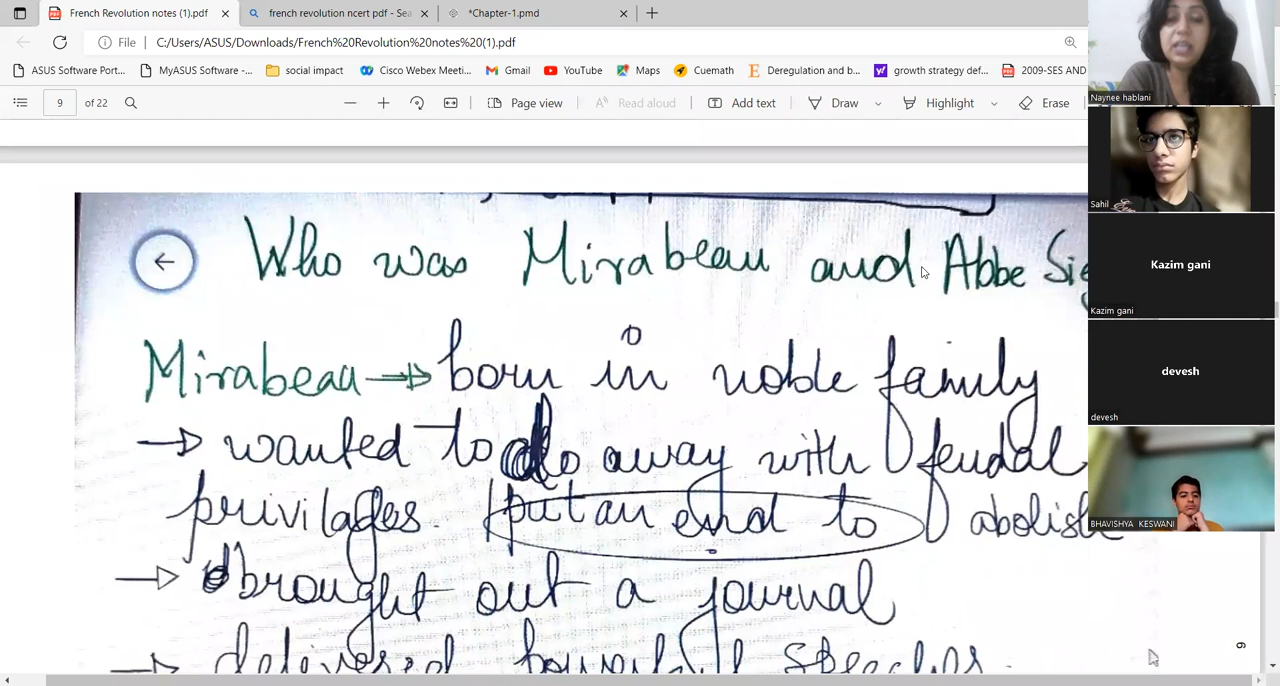 French Revolution notes (1).pdf
french revolution ncert pdf - Sea
*Chapter-1.pmd
File
C:/Users/ASUS/Downloads/French%20Revolution%20notes%20(1).pdf
ASUS Software Port...
MyASUS Software -...
social impact
Cisco Webex Meeti...
Gmail
YouTube
Maps
Cuemath
Deregulation and b...
growth strategy def...
2009-SES AND
9
of 22
Page view
Read aloud
Add text
Draw
Highlight
Erase
Who was Mirabeau and Abbe Sie
Mirabeau → born in noble family
→ wanted to do away with feudal
privilages. put an end to abolish
→ brought out a journal
→ delivered powerful speeches.
9
Naynee hablani
Sahil
Kazim gani
Kazim gani
devesh
devesh
BHAVISHYA KESWANI